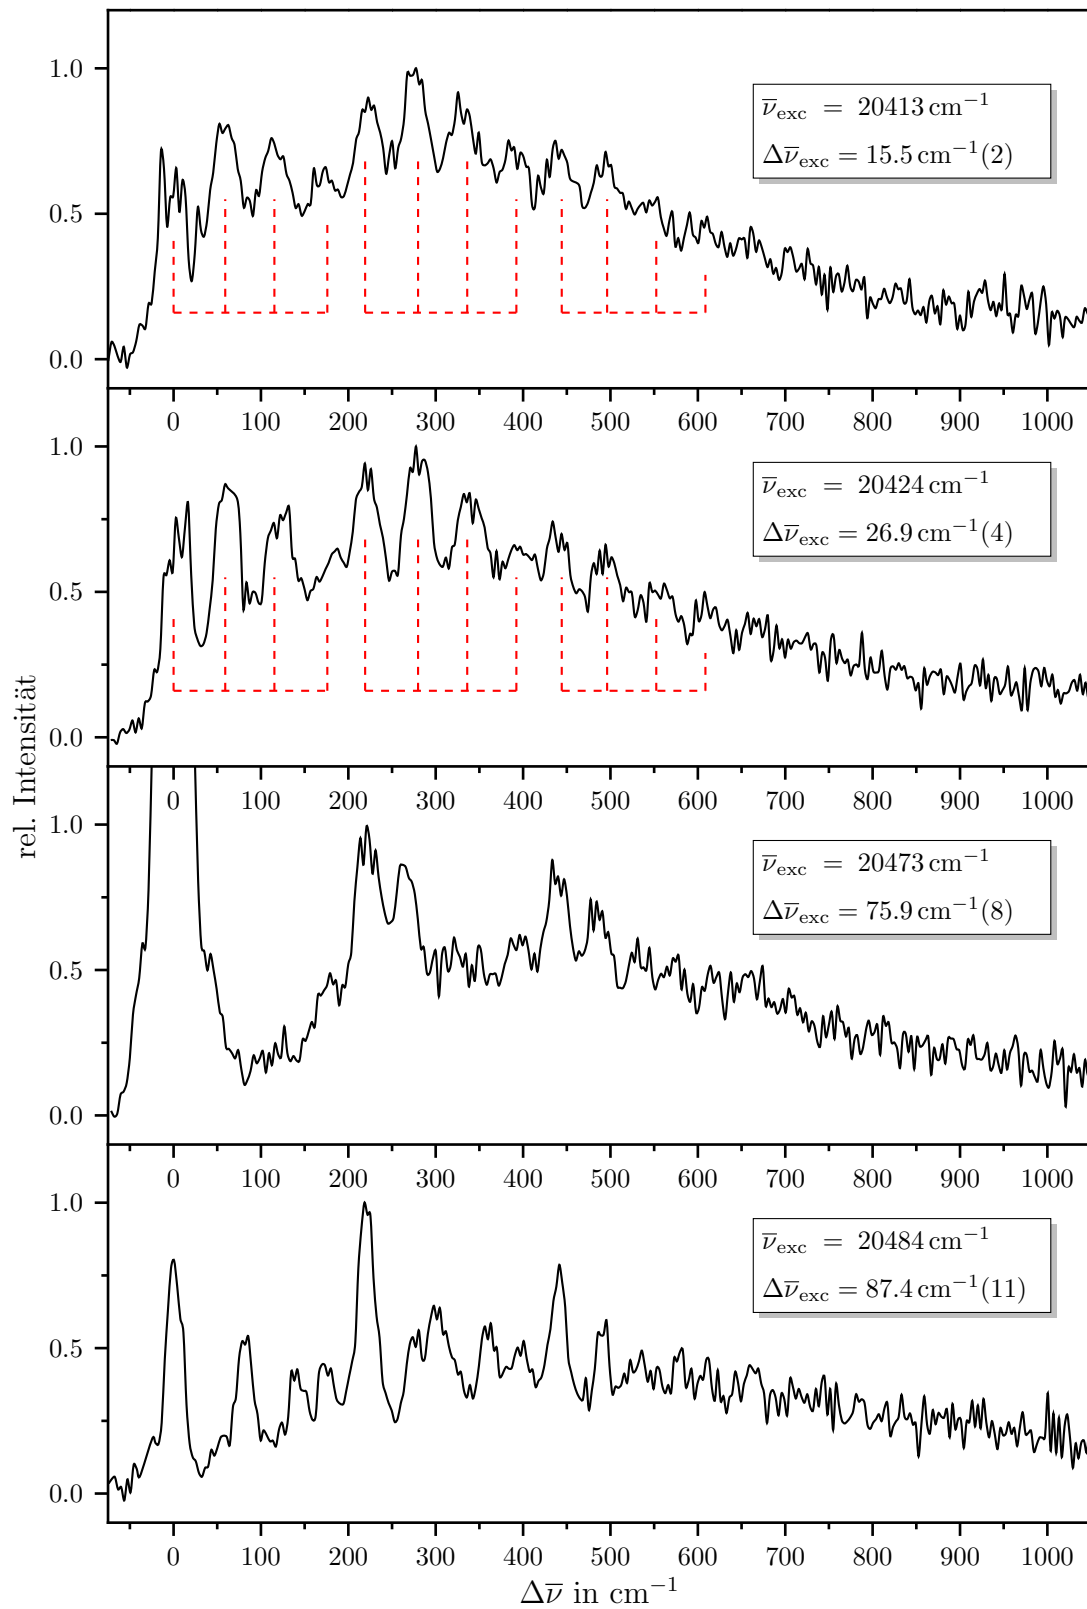 1.0
0.5
0.0
ν̅exc = 20413 cm⁻¹
Δν̅exc = 15.5 cm⁻¹(2)
0 100 200 300 400 500 600 700 800 900 1000
1.0
0.5
0.0
ν̅exc = 20424 cm⁻¹
Δν̅exc = 26.9 cm⁻¹(4)
0 100 200 300 400 500 600 700 800 900 1000
rel. Intensität
1.0
0.5
0.0
ν̅exc = 20473 cm⁻¹
Δν̅exc = 75.9 cm⁻¹(8)
0 100 200 300 400 500 600 700 800 900 1000
1.0
0.5
0.0
ν̅exc = 20484 cm⁻¹
Δν̅exc = 87.4 cm⁻¹(11)
0 100 200 300 400 500 600 700 800 900 1000
Δν̅ in cm⁻¹